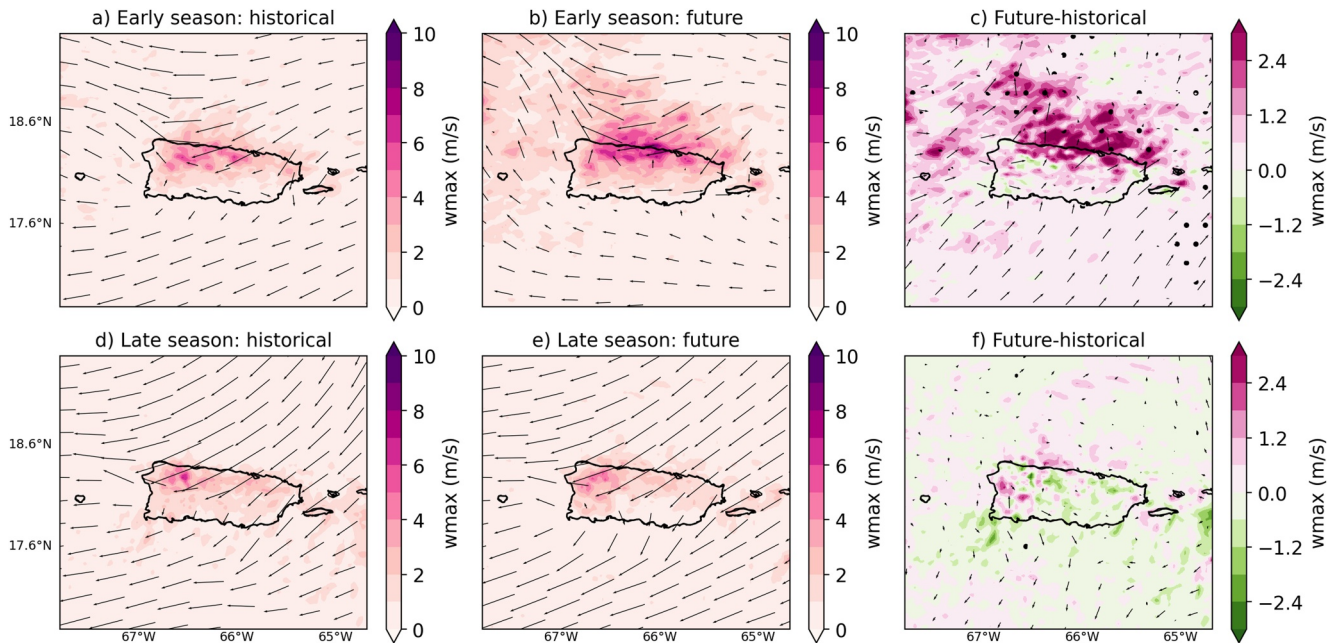 a) Early season: historical
b) Early season: future
c) Future-historical
18.6°N
17.6°N
10
8
6
4
2
0
wmax (m/s)
10
8
6
4
2
0
wmax (m/s)
2.4
1.2
0.0
−1.2
−2.4
wmax (m/s)
d) Late season: historical
e) Late season: future
f) Future-historical
18.6°N
17.6°N
67°W
66°W
65°W
10
8
6
4
2
0
wmax (m/s)
67°W
66°W
65°W
10
8
6
4
2
0
wmax (m/s)
67°W
66°W
65°W
2.4
1.2
0.0
−1.2
−2.4
wmax (m/s)